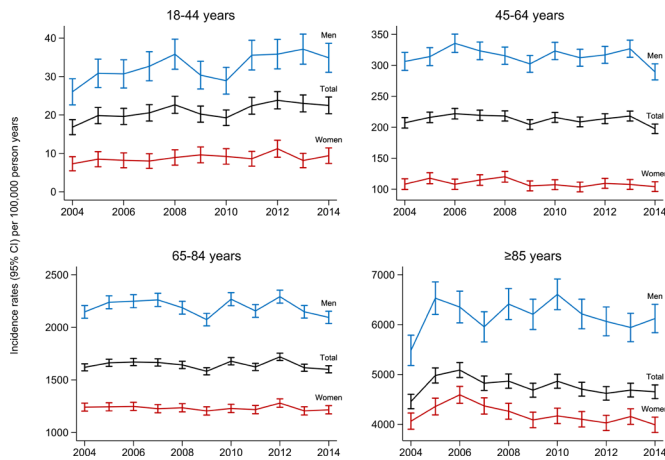 Incidence rates (95% CI) per 100,000 person years
18-44 years
40
30
20
10
0
Men
Total
Women
2004 2006 2008 2010 2012 2014
45-64 years
350
300
250
200
150
100
Men
Total
Women
2004 2006 2008 2010 2012 2014
65-84 years
2500
2000
1500
1000
Men
Total
Women
2004 2006 2008 2010 2012 2014
≥85 years
7000
6000
5000
4000
Men
Total
Women
2004 2006 2008 2010 2012 2014